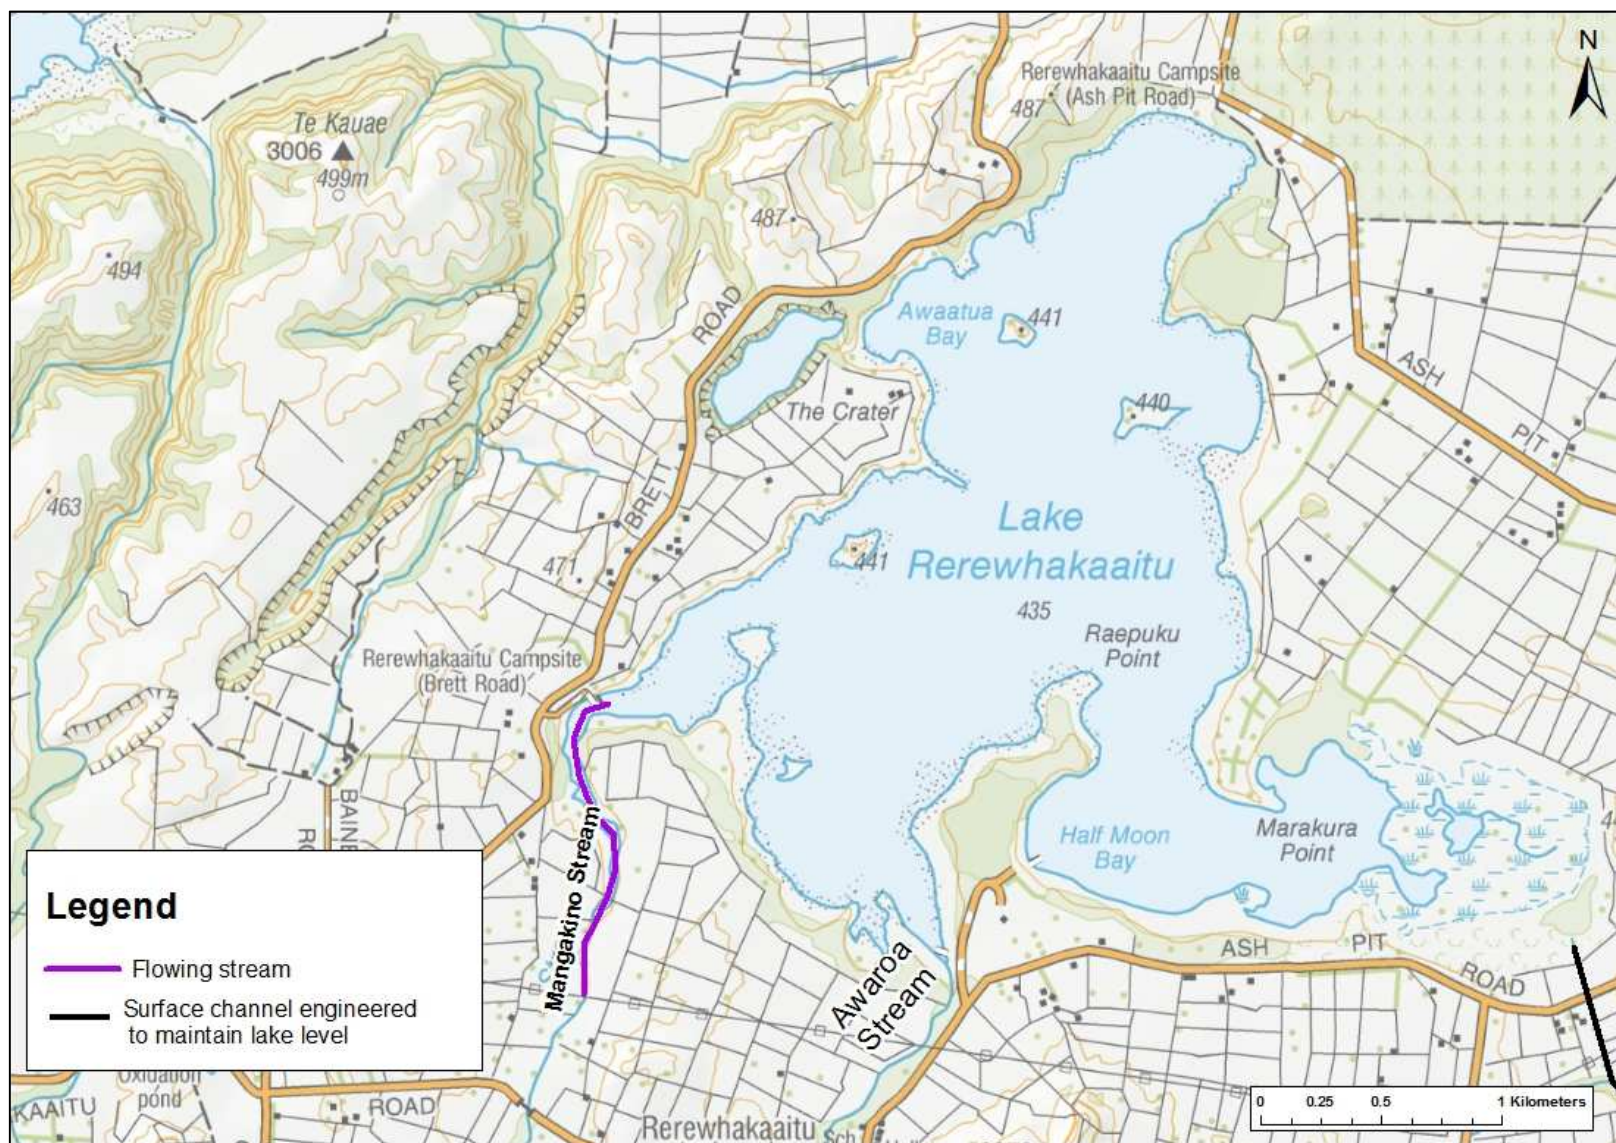 N
Rerewhakaaitu Campsite
(Ash Pit Road)
487
Te Kauae
3006
499m
400
487
494
400
ROAD
Awaatua
Bay
441
ASH
440
The Crater
PIT
463
BRETT
Lake
Rerewhakaaitu
441
471
435
Raepuku
Point
Rerewhakaaitu Campsite
(Brett Road)
Mangakino Stream
Half Moon
Bay
Marakura
Point
Legend
Flowing stream
Surface channel engineered
to maintain lake level
Awaroa
Stream
ASH
PIT
ROAD
0 0.25 0.5 1 Kilometers
Oxidation
pond
KAAITU
ROAD
Rerewhakaaitu
Sch